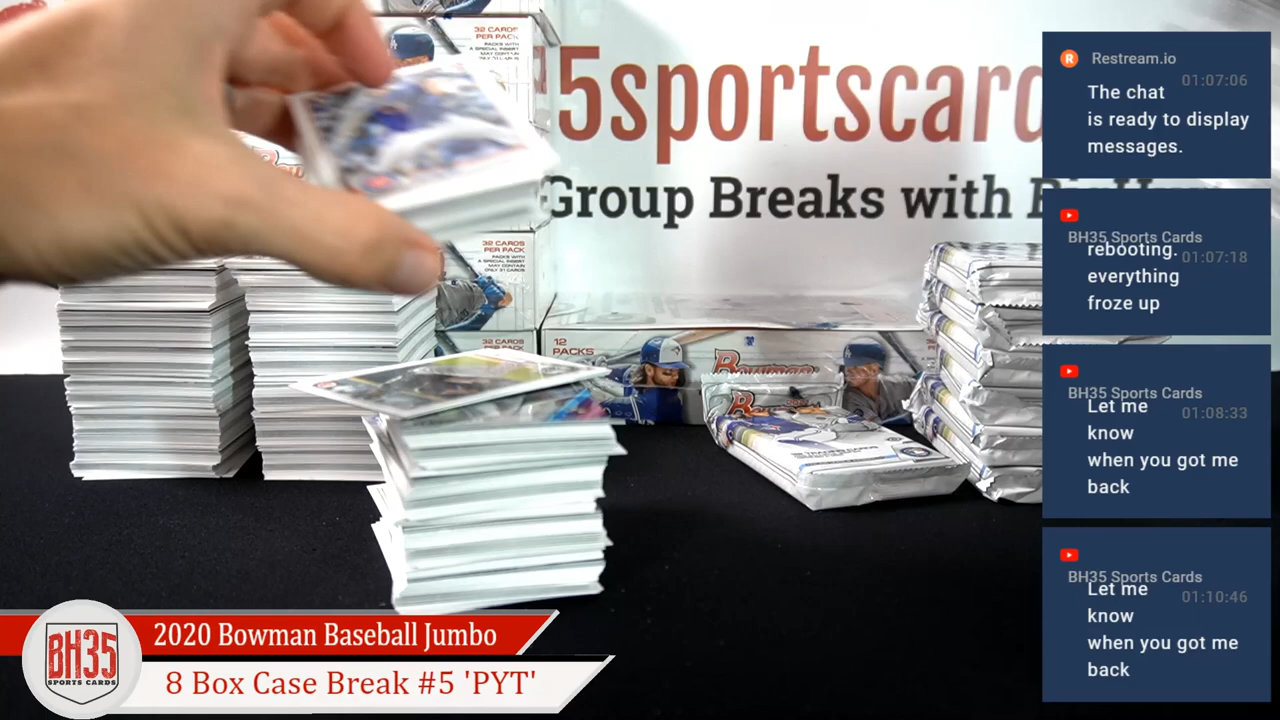 32 CARDS
PER PACK
5sportscard
Group Breaks with
32 CARDS
PER PACK
32 CARDS
12
PACKS
Bowman
Restream.io
01:07:06
The chat
is ready to display
messages.
BH35 Sports Cards
01:07:18
rebooting.
everything
froze up
BH35 Sports Cards
01:08:33
Let me
know
when you got me
back
BH35 Sports Cards
01:10:46
Let me
know
when you got me
back
BH35
SPORTS CARDS
2020 Bowman Baseball Jumbo
8 Box Case Break #5 'PYT'